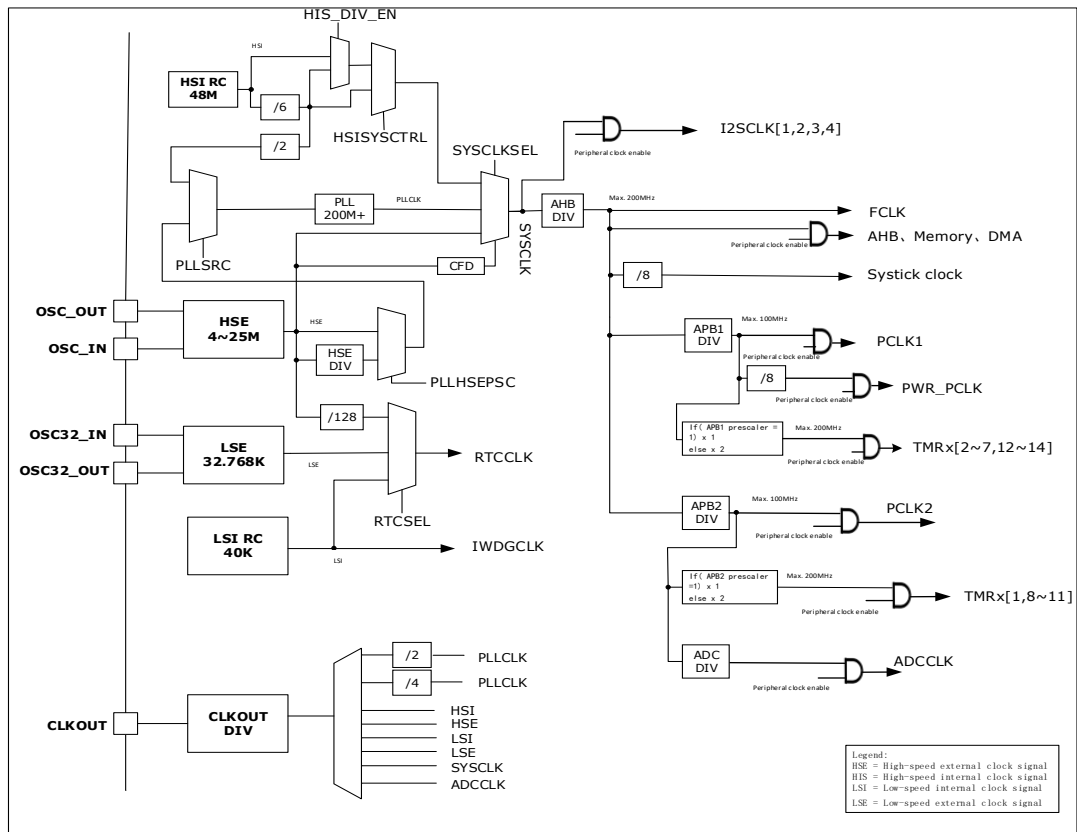 HIS_DIV_EN
HSI
HSI RC
48M
/6
HSISYSCTRL
/2
SYSCLKSEL
I2SCLK[1,2,3,4]
Peripheral clock enable
PLL
200M+
PLLCLK
AHB
DIV
Max. 200MHz
FCLK
SYSCLK
Peripheral clock enable
AHB、Memory、DMA
PLLSRC
CFD
/8
Systick clock
OSC_OUT
OSC_IN
HSE
4~25M
HSE
HSE
DIV
PLLHSEPSC
APB1
DIV
Max. 100MHz
Peripheral clock enable
PCLK1
/8
Peripheral clock enable
PWR_PCLK
/128
OSC32_IN
OSC32_OUT
LSE
32.768K
LSE
RTCCLK
RTCSEL
If( APB1 prescaler =
1) x 1
else x 2
Max. 200MHz
Peripheral clock enable
TMRx[2~7,12~14]
LSI RC
40K
LSI
IWDGCLK
APB2
DIV
Max. 100MHz
Peripheral clock enable
PCLK2
If( APB2 prescaler
=1) x 1
else x 2
Max. 200MHz
Peripheral clock enable
TMRx[1,8~11]
ADC
DIV
Peripheral clock enable
ADCCLK
CLKOUT
CLKOUT
DIV
/2
PLLCLK
/4
PLLCLK
HSI
HSE
LSI
LSE
SYSCLK
ADCCLK
Legend:
HSE = High-speed external clock signal
HIS = High-speed internal clock signal
LSI = Low-speed internal clock signal
LSE = Low-speed external clock signal